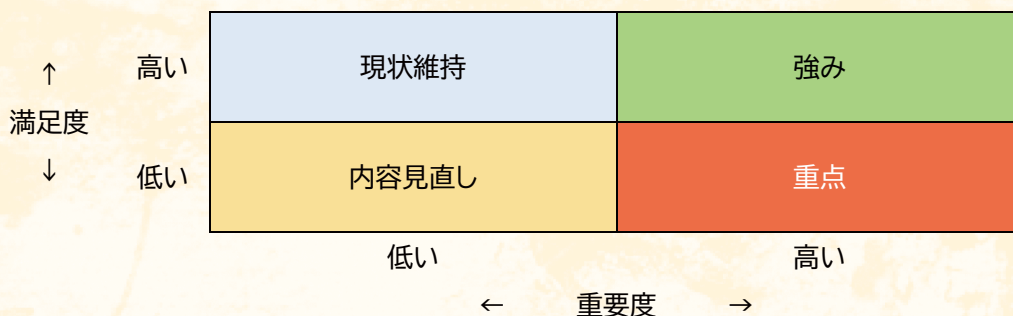 ↑ 高い 現状維持 強み
満足度
↓ 低い 内容見直し 重点
低い 高い
← 重要度 →